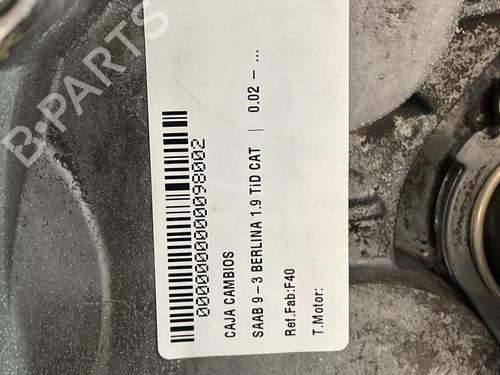 0000000000098002
CAJA CAMBIOS
SAAB 9-3 BERLINA 1.9 TiD CAT | 0.02 - ...
Ref.Fab:F40
T.Motor:
B-PARTS